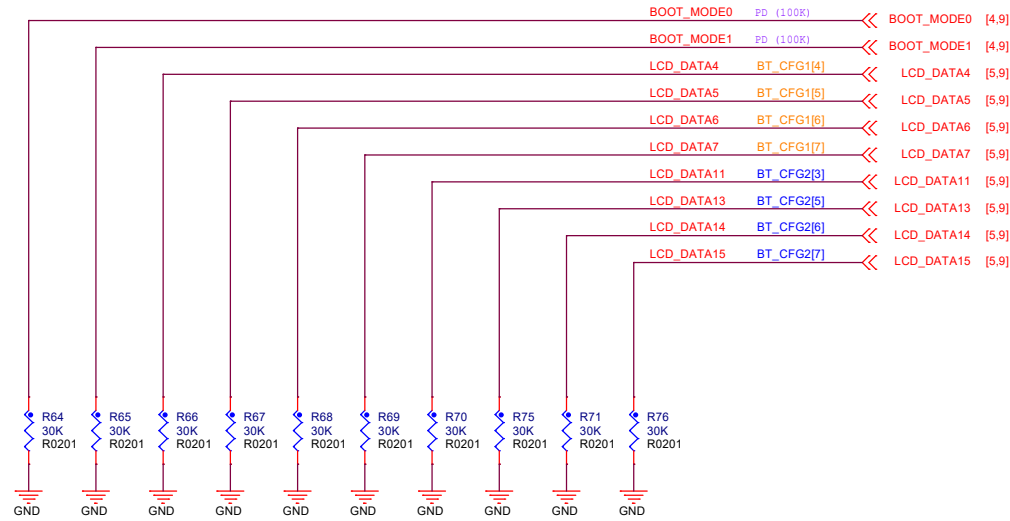 BOOT_MODE0 PD (100K) BOOT_MODE0 [4,9]
BOOT_MODE1 PD (100K) BOOT_MODE1 [4,9]
LCD_DATA4 BT_CFG1[4] LCD_DATA4 [5,9]
LCD_DATA5 BT_CFG1[5] LCD_DATA5 [5,9]
LCD_DATA6 BT_CFG1[6] LCD_DATA6 [5,9]
LCD_DATA7 BT_CFG1[7] LCD_DATA7 [5,9]
LCD_DATA11 BT_CFG2[3] LCD_DATA11 [5,9]
LCD_DATA13 BT_CFG2[5] LCD_DATA13 [5,9]
LCD_DATA14 BT_CFG2[6] LCD_DATA14 [5,9]
LCD_DATA15 BT_CFG2[7] LCD_DATA15 [5,9]
R64 R65 R66 R67 R68 R69 R70 R75 R71 R76
30K 30K 30K 30K 30K 30K 30K 30K 30K 30K
R0201 R0201 R0201 R0201 R0201 R0201 R0201 R0201 R0201 R0201
GND GND GND GND GND GND GND GND GND GND